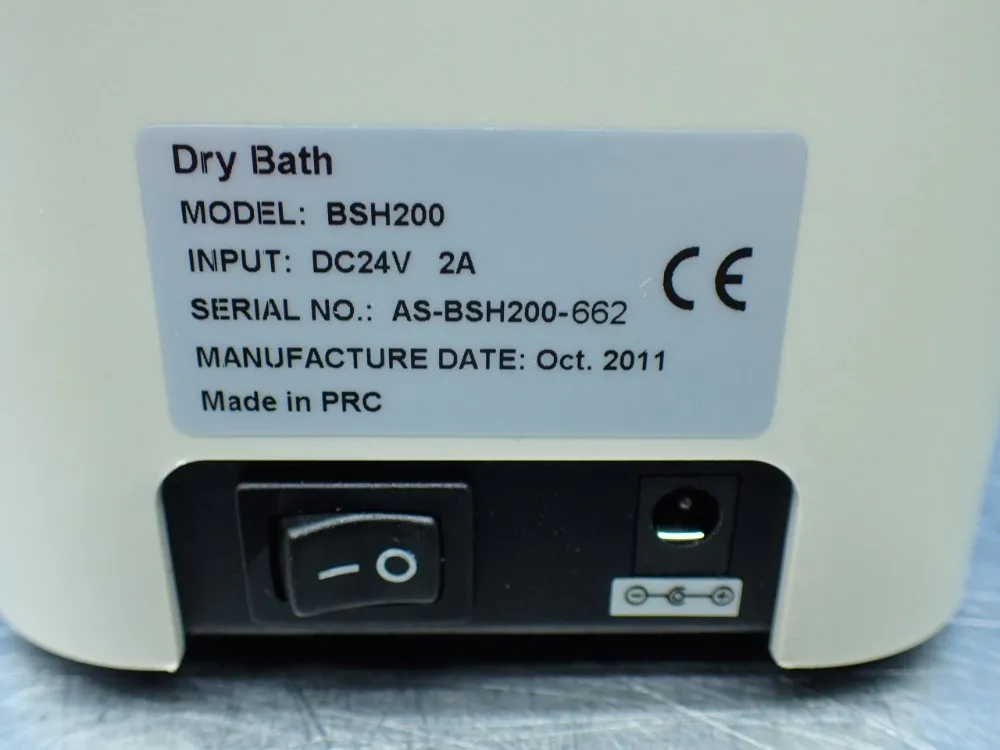 Dry Bath
MODEL: BSH200
INPUT: DC24V 2A
SERIAL NO.: AS-BSH200-662
MANUFACTURE DATE: Oct. 2011
Made in PRC
CE
I O